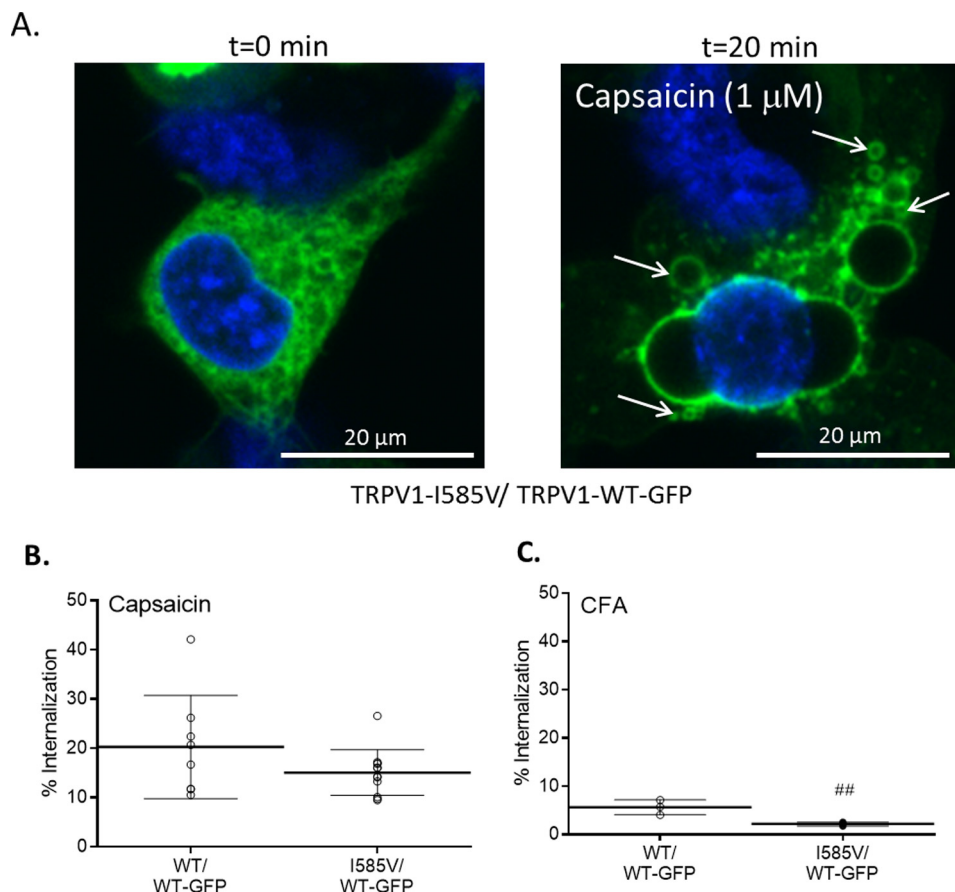 A.
t=0 min
t=20 min
Capsaicin (1 µM)
20 µm
20 µm
TRPV1-I585V/ TRPV1-WT-GFP
B.
C.
50
40
30
20
10
0
% Internalization
Capsaicin
WT/
WT-GFP
I585V/
WT-GFP
50
40
30
20
10
0
% Internalization
CFA
##
WT/
WT-GFP
I585V/
WT-GFP